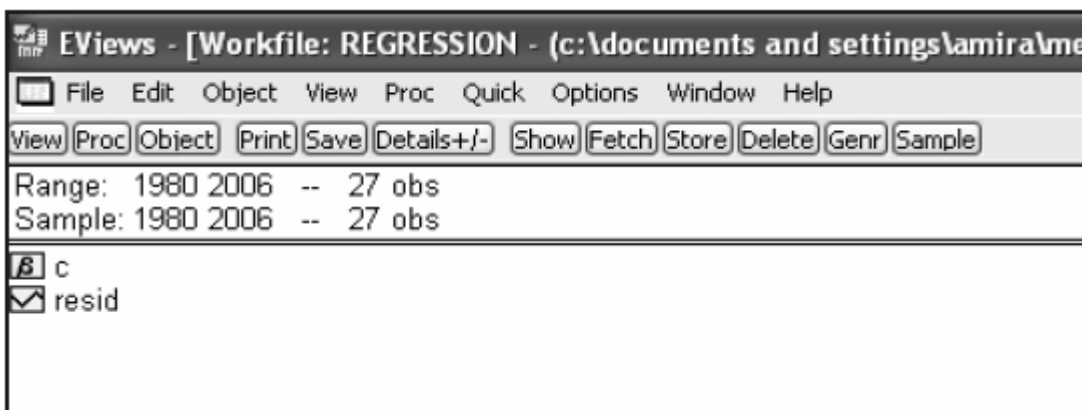 EViews - [Workfile: REGRESSION - (c:\documents and settings\amira\me
File Edit Object View Proc Quick Options Window Help
View Proc Object Print Save Details+/- Show Fetch Store Delete Genr Sample
Range: 1980 2006 -- 27 obs
Sample: 1980 2006 -- 27 obs
β c
resid